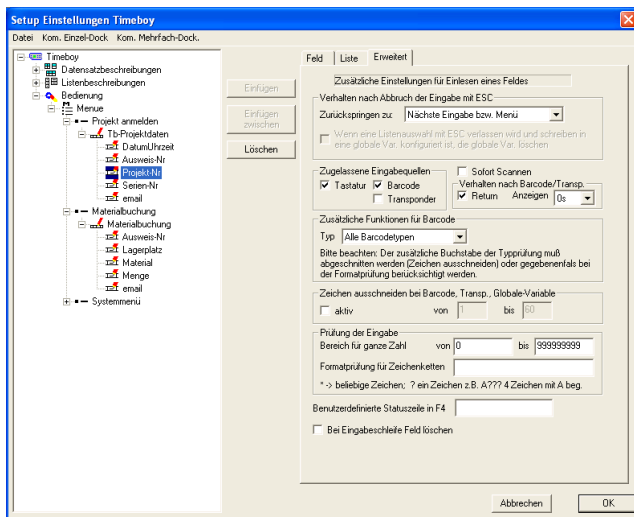 Setup Einstellungen Timeboy
Datei Kom. Einzel-Dock Kom. Mehrfach-Dock.
Timeboy
Datensatzbeschreibungen
Listenbeschreibungen
Bedienung
Menue
Projekt anmelden
Tb-Projektdaten
DatumUhrzeit
Ausweis-Nr
Projekt-Nr
Serien-Nr
email
Materialbuchung
Materialbuchung
Ausweis-Nr
Lagerplatz
Material
Menge
email
Systemmenü
Einfügen
Einfügen
zwischen
Löschen
Feld Liste Erweitert
Zusätzliche Einstellungen für Einlesen eines Feldes
Verhalten nach Abbruch der Eingabe mit ESC
Zurückspringen zu: Nächste Eingabe bzw. Menü
Wenn eine Listenauswahl mit ESC verlassen wird und schreiben in
eine globale Var. konfiguriert ist, die globale Var. löschen
Zugelassene Eingabequellen
Tastatur Barcode
Transponder
Sofort Scannen
Verhalten nach Barcode/Transp.
Return Anzeigen 0s
Zusätzliche Funktionen für Barcode
Typ Alle Barcodetypen
Bitte beachten: Der zusätzliche Buchstabe der Typprüfung muß
abgeschnitten werden (Zeichen ausschneiden) oder gegebenenfalls bei
der Formatprüfung berücksichtigt werden.
Zeichen ausschneiden bei Barcode, Transp., Globale-Variable
aktiv von 1 bis 60
Prüfung der Eingabe
Bereich für ganze Zahl von 0 bis 999999999
Formatprüfung für Zeichenketten
* -> beliebige Zeichen; ? ein Zeichen z.B. A??? 4 Zeichen mit A beg.
Benutzerdefinierte Statuszeile in F4
Bei Eingabeschleife Feld löschen
Abbrechen OK